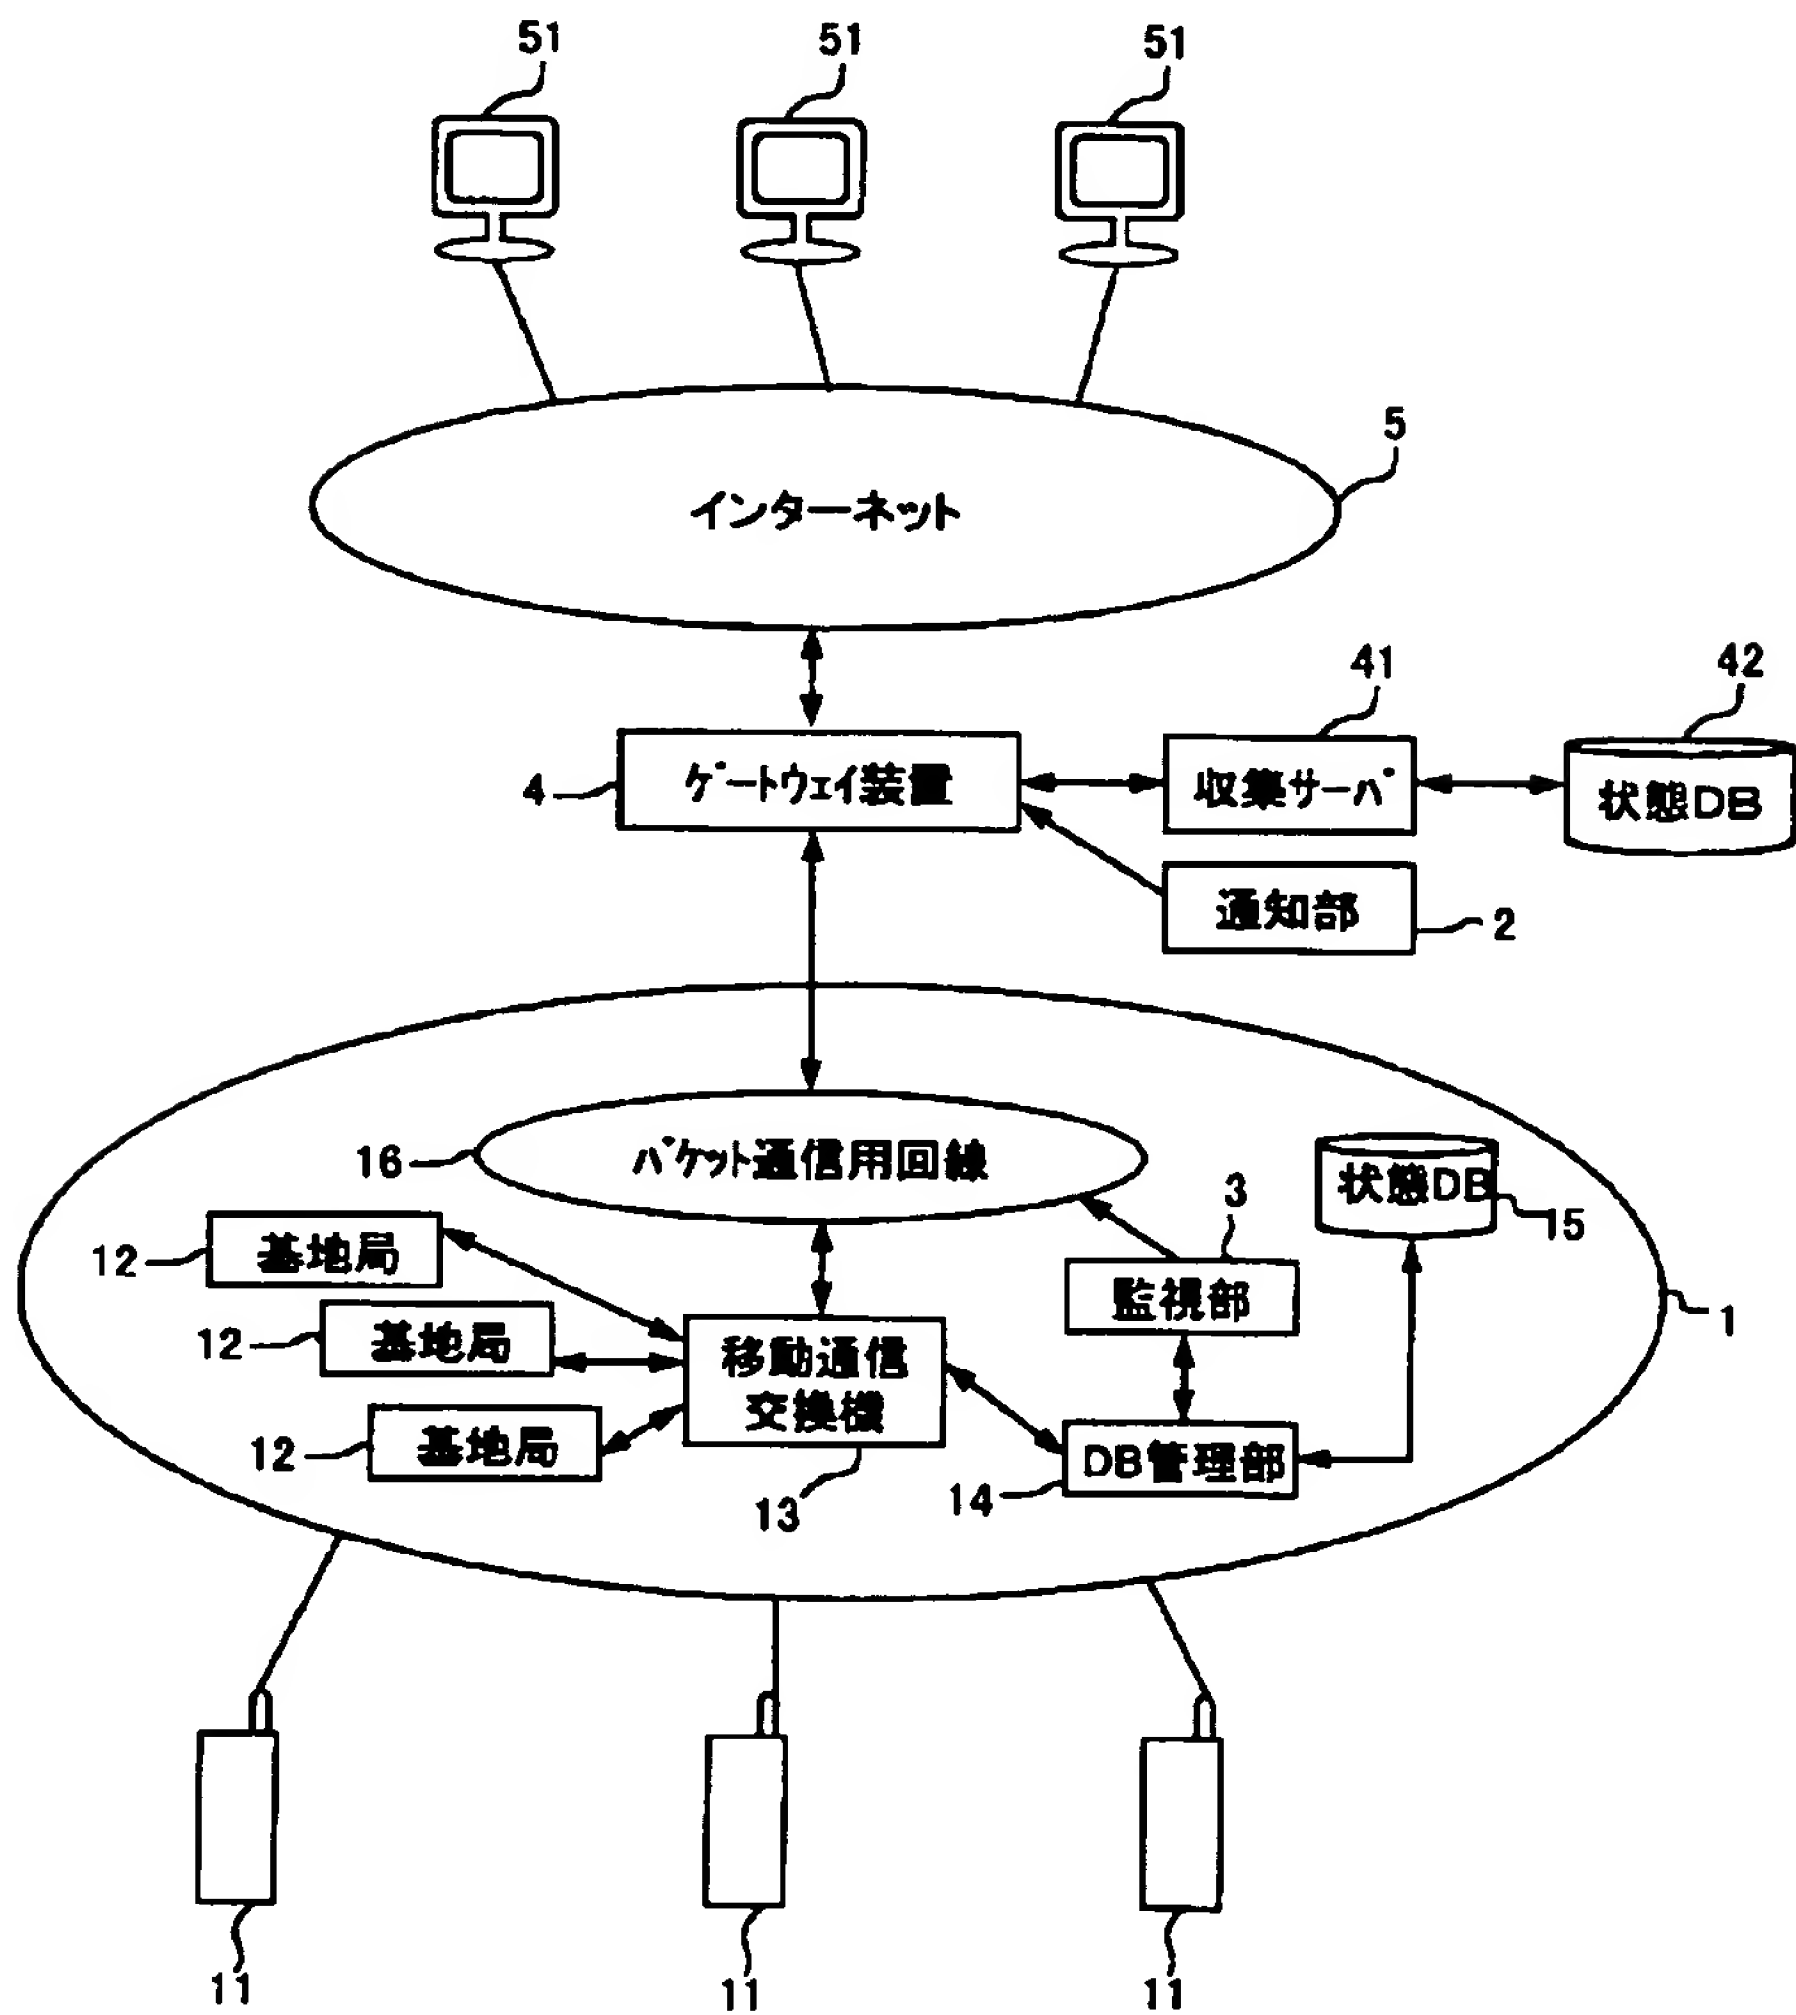 51
51
51
5
インターネット
41
42
4
ゲートウェイ装置
収集サーバ
状態DB
通知部
2
16
パケット通信用回線
状態DB
15
3
12
基地局
監視部
1
12
基地局
移動通信
交換機
12
基地局
DB管理部
13
14
11
11
11